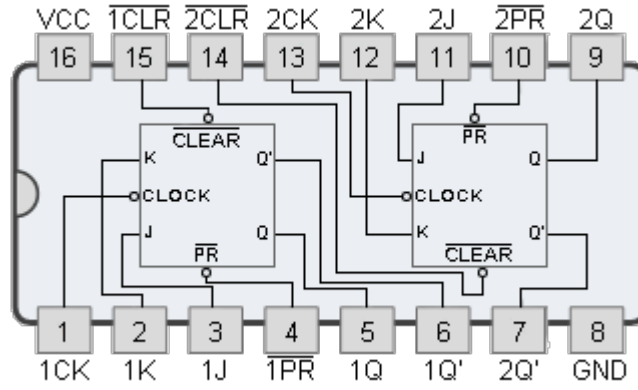 VCC 1CLR 2CLR 2CK 2K 2J 2PR 2Q
16 15 14 13 12 11 10 9
CLEAR PR
K Q' J Q
CLOCK CLOCK
J Q K Q'
PR CLEAR
1 2 3 4 5 6 7 8
1CK 1K 1J 1PR 1Q 1Q' 2Q' GND